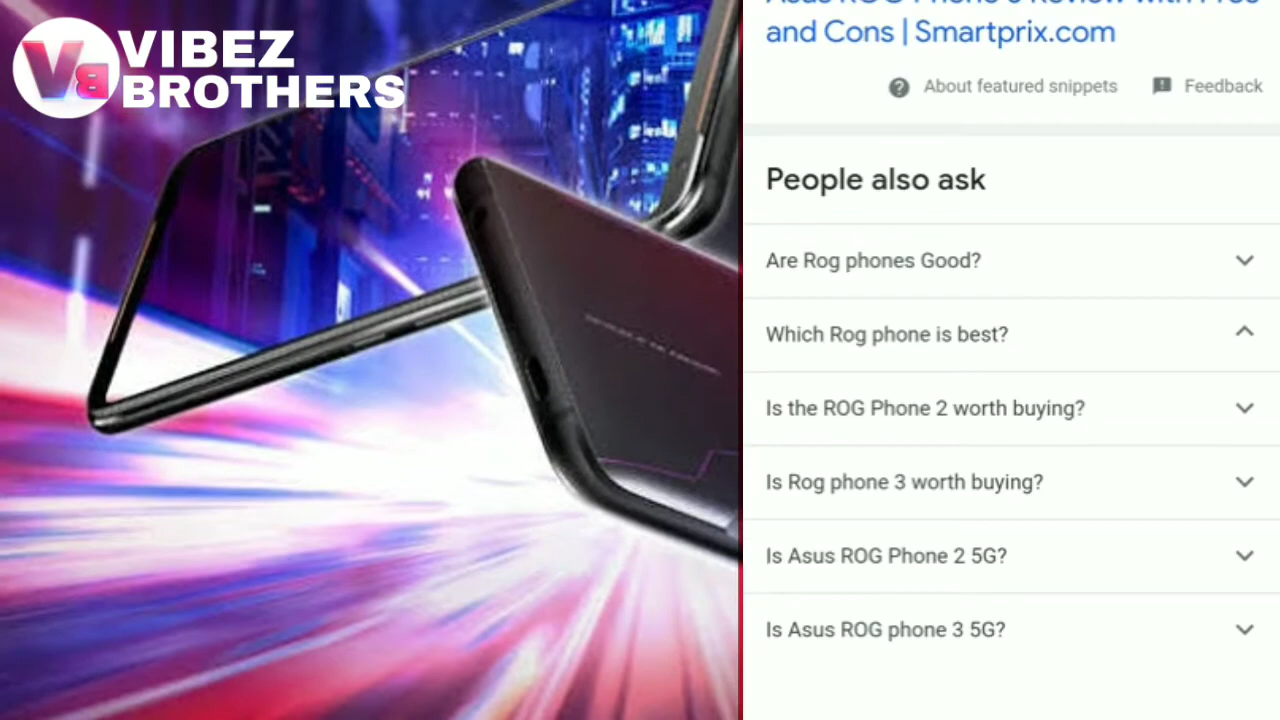 VB
VIBEZ
BROTHERS
and Cons | Smartprix.com
About featured snippets
Feedback
People also ask
Are Rog phones Good?
Which Rog phone is best?
Is the ROG Phone 2 worth buying?
Is Rog phone 3 worth buying?
Is Asus ROG Phone 2 5G?
Is Asus ROG phone 3 5G?